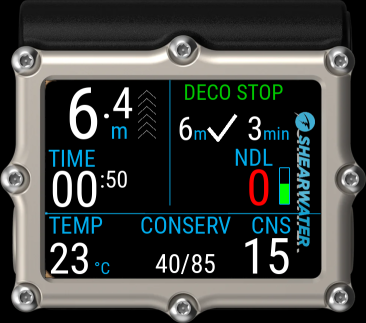 DECO STOP
6.4 m
6m 3min
TIME
NDL
00:50
0
TEMP CONSERV CNS
23 °C 40/85 15
SHEARWATER